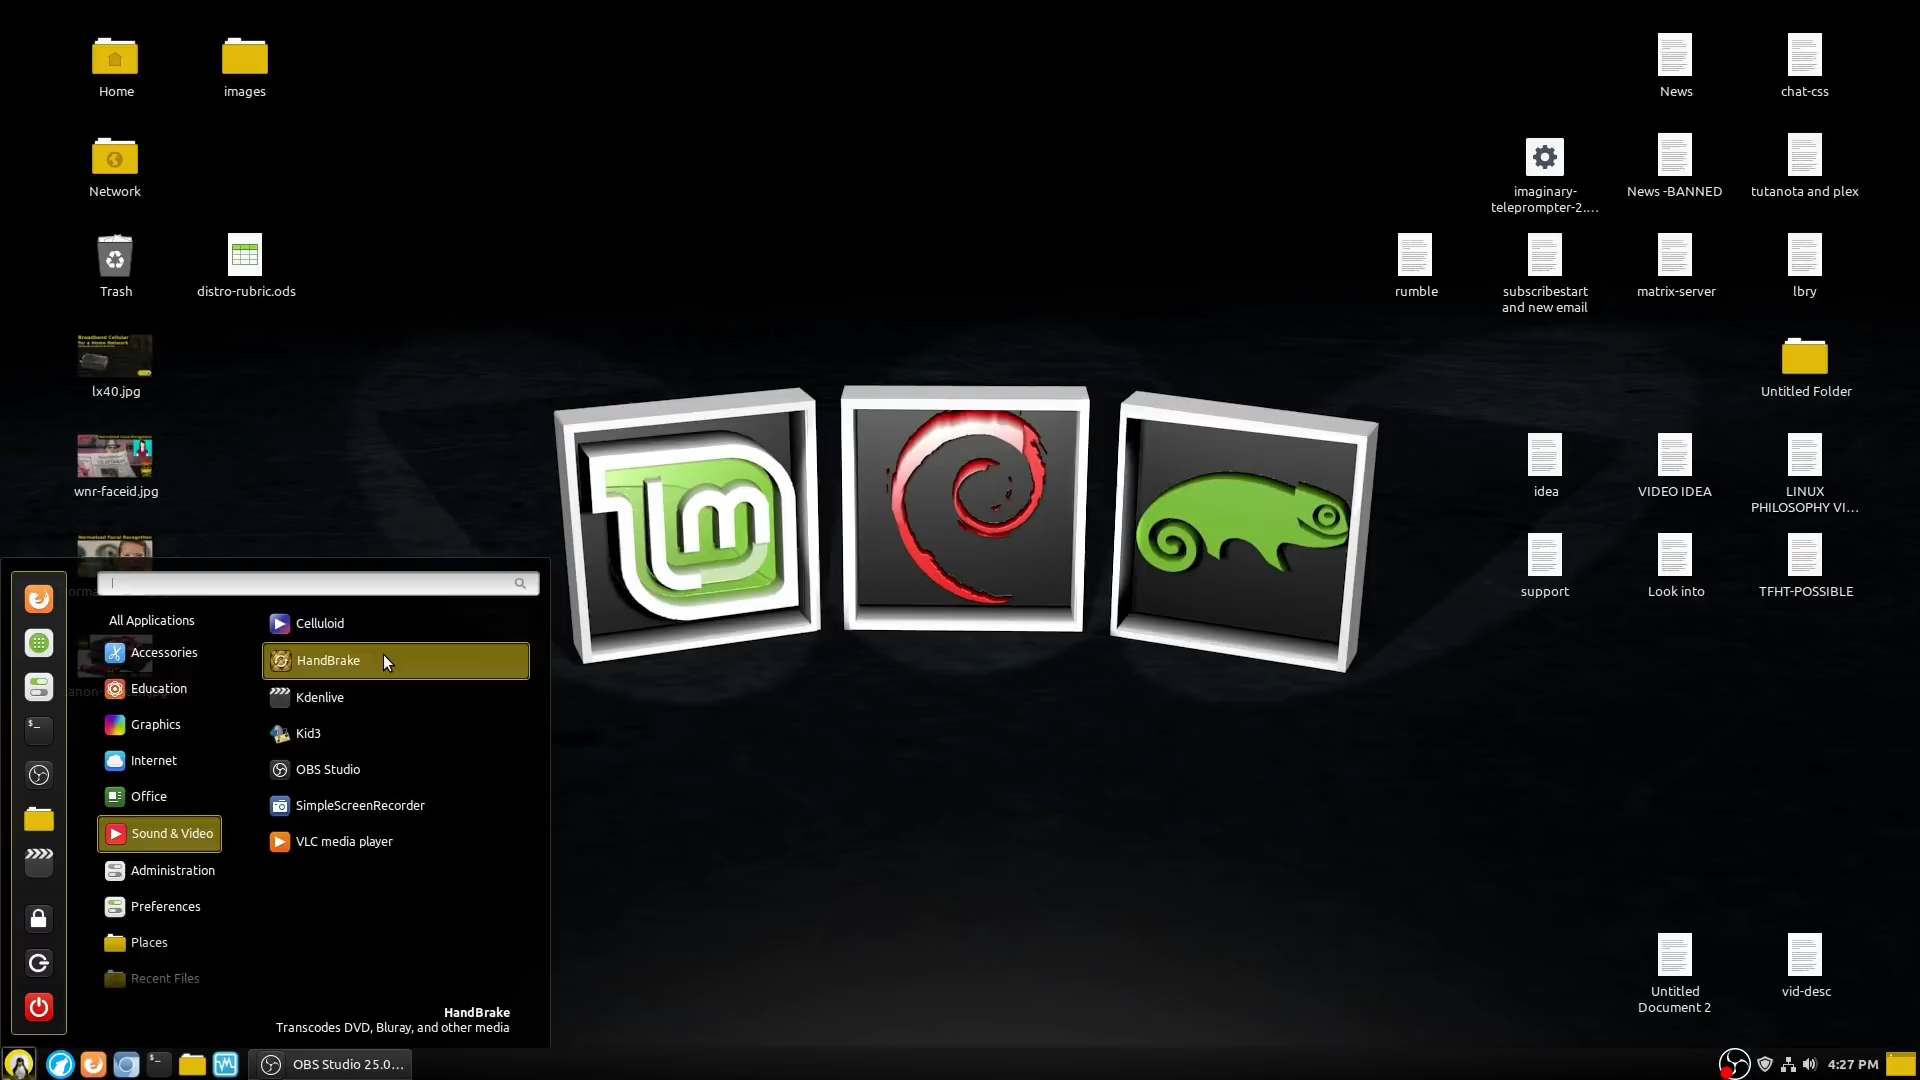 Home
images
News
chat-css
Network
imaginary-
teleprompter-2....
News -BANNED
tutanota and plex
Trash
distro-rubric.ods
rumble
subscribestart
and new email
matrix-server
lbry
lx40.jpg
Untitled Folder
wnr-faceid.jpg
idea
VIDEO IDEA
LINUX
PHILOSOPHY VI...
support
Look into
TFHT-POSSIBLE
All Applications
Accessories
Education
Graphics
Internet
Office
Sound & Video
Administration
Preferences
Places
Recent Files
Celluloid
HandBrake
Kdenlive
Kid3
OBS Studio
SimpleScreenRecorder
VLC media player
HandBrake
Transcodes DVD, Bluray, and other media
Untitled
Document 2
vid-desc
OBS Studio 25.0...
4:27 PM